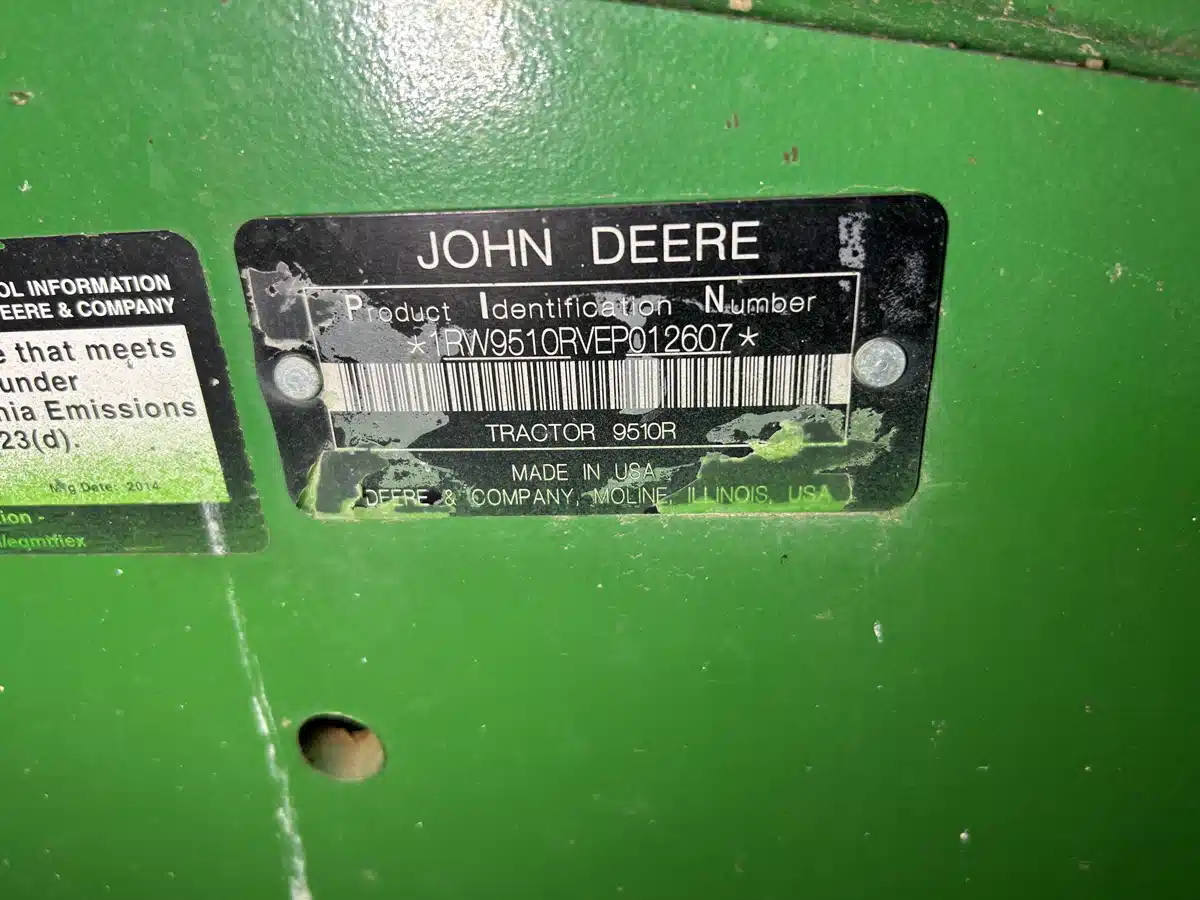 OL INFORMATION
EERE & COMPANY
e that meets
under
nia Emissions
23(d).
Mfg Date: 2014
tion -
JOHN DEERE
Product Identification Number
*1RW9510RVEP012607*
TRACTOR 9510R
MADE IN USA
DEERE & COMPANY, MOLINE, ILLINOIS, USA